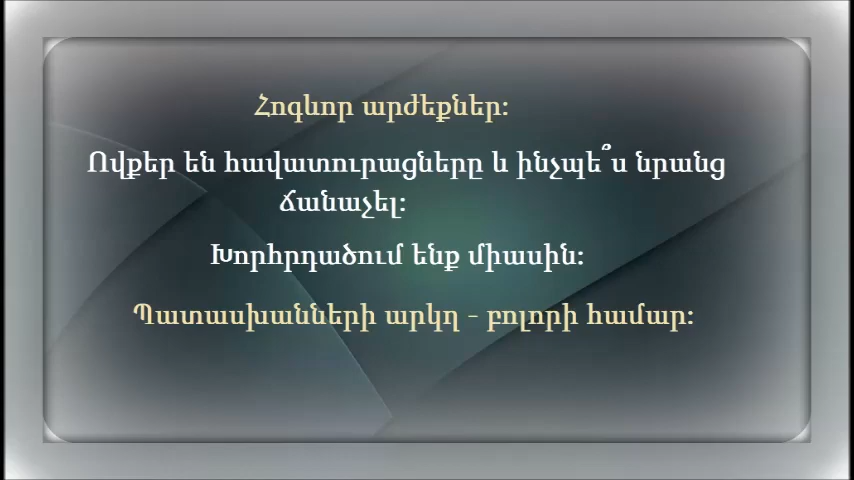 Հոգևոր արժեքներ:
Ովքեր են հավատուրացները և ինչպե՞ս նրանց
ճանաչել:
Խորհրդածում ենք միասին:
Պատասխանների արկղ - բոլորի համար: